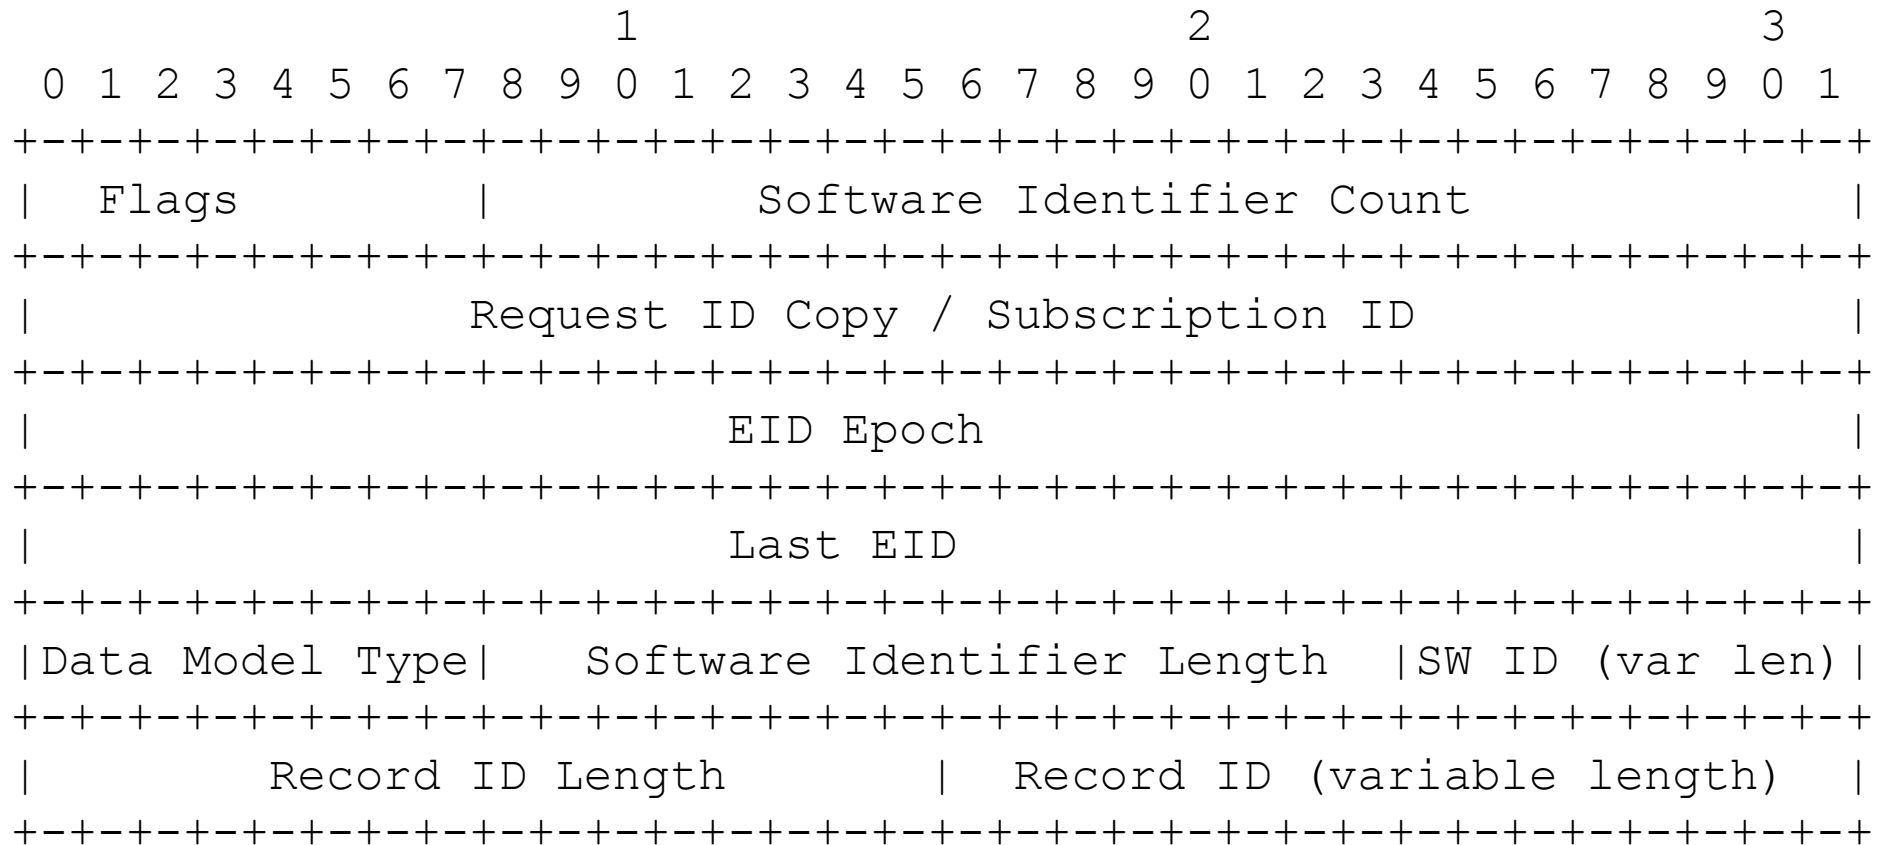 1                   2                   3
 0 1 2 3 4 5 6 7 8 9 0 1 2 3 4 5 6 7 8 9 0 1 2 3 4 5 6 7 8 9 0 1
+-+-+-+-+-+-+-+-+-+-+-+-+-+-+-+-+-+-+-+-+-+-+-+-+-+-+-+-+-+-+-+-+
|  Flags        |         Software Identifier Count             |
+-+-+-+-+-+-+-+-+-+-+-+-+-+-+-+-+-+-+-+-+-+-+-+-+-+-+-+-+-+-+-+-+
|               Request ID Copy / Subscription ID               |
+-+-+-+-+-+-+-+-+-+-+-+-+-+-+-+-+-+-+-+-+-+-+-+-+-+-+-+-+-+-+-+-+
|                        EID Epoch                              |
+-+-+-+-+-+-+-+-+-+-+-+-+-+-+-+-+-+-+-+-+-+-+-+-+-+-+-+-+-+-+-+-+
|                        Last EID                               |
+-+-+-+-+-+-+-+-+-+-+-+-+-+-+-+-+-+-+-+-+-+-+-+-+-+-+-+-+-+-+-+-+
|Data Model Type|   Software Identifier Length  |SW ID (var len)|
+-+-+-+-+-+-+-+-+-+-+-+-+-+-+-+-+-+-+-+-+-+-+-+-+-+-+-+-+-+-+-+-+
|        Record ID Length       |  Record ID (variable length)  |
+-+-+-+-+-+-+-+-+-+-+-+-+-+-+-+-+-+-+-+-+-+-+-+-+-+-+-+-+-+-+-+-+